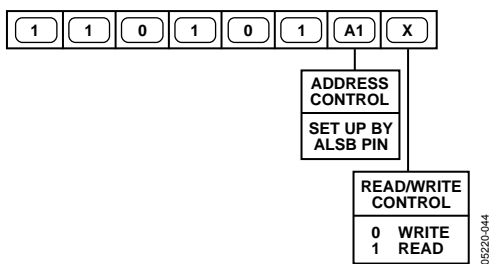 1 1 0 1 0 1 A1 X
ADDRESS
CONTROL
SET UP BY
ALSB PIN
READ/WRITE
CONTROL
0 WRITE
1 READ
05220-044